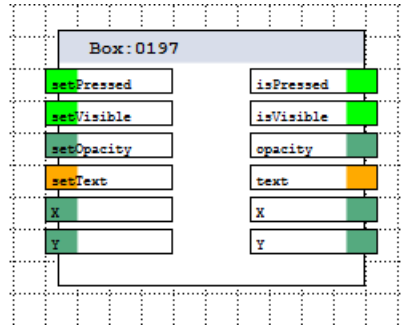 Box:0197
setPressed isPressed
setVisible isVisible
setOpacity opacity
setText text
X X
Y Y